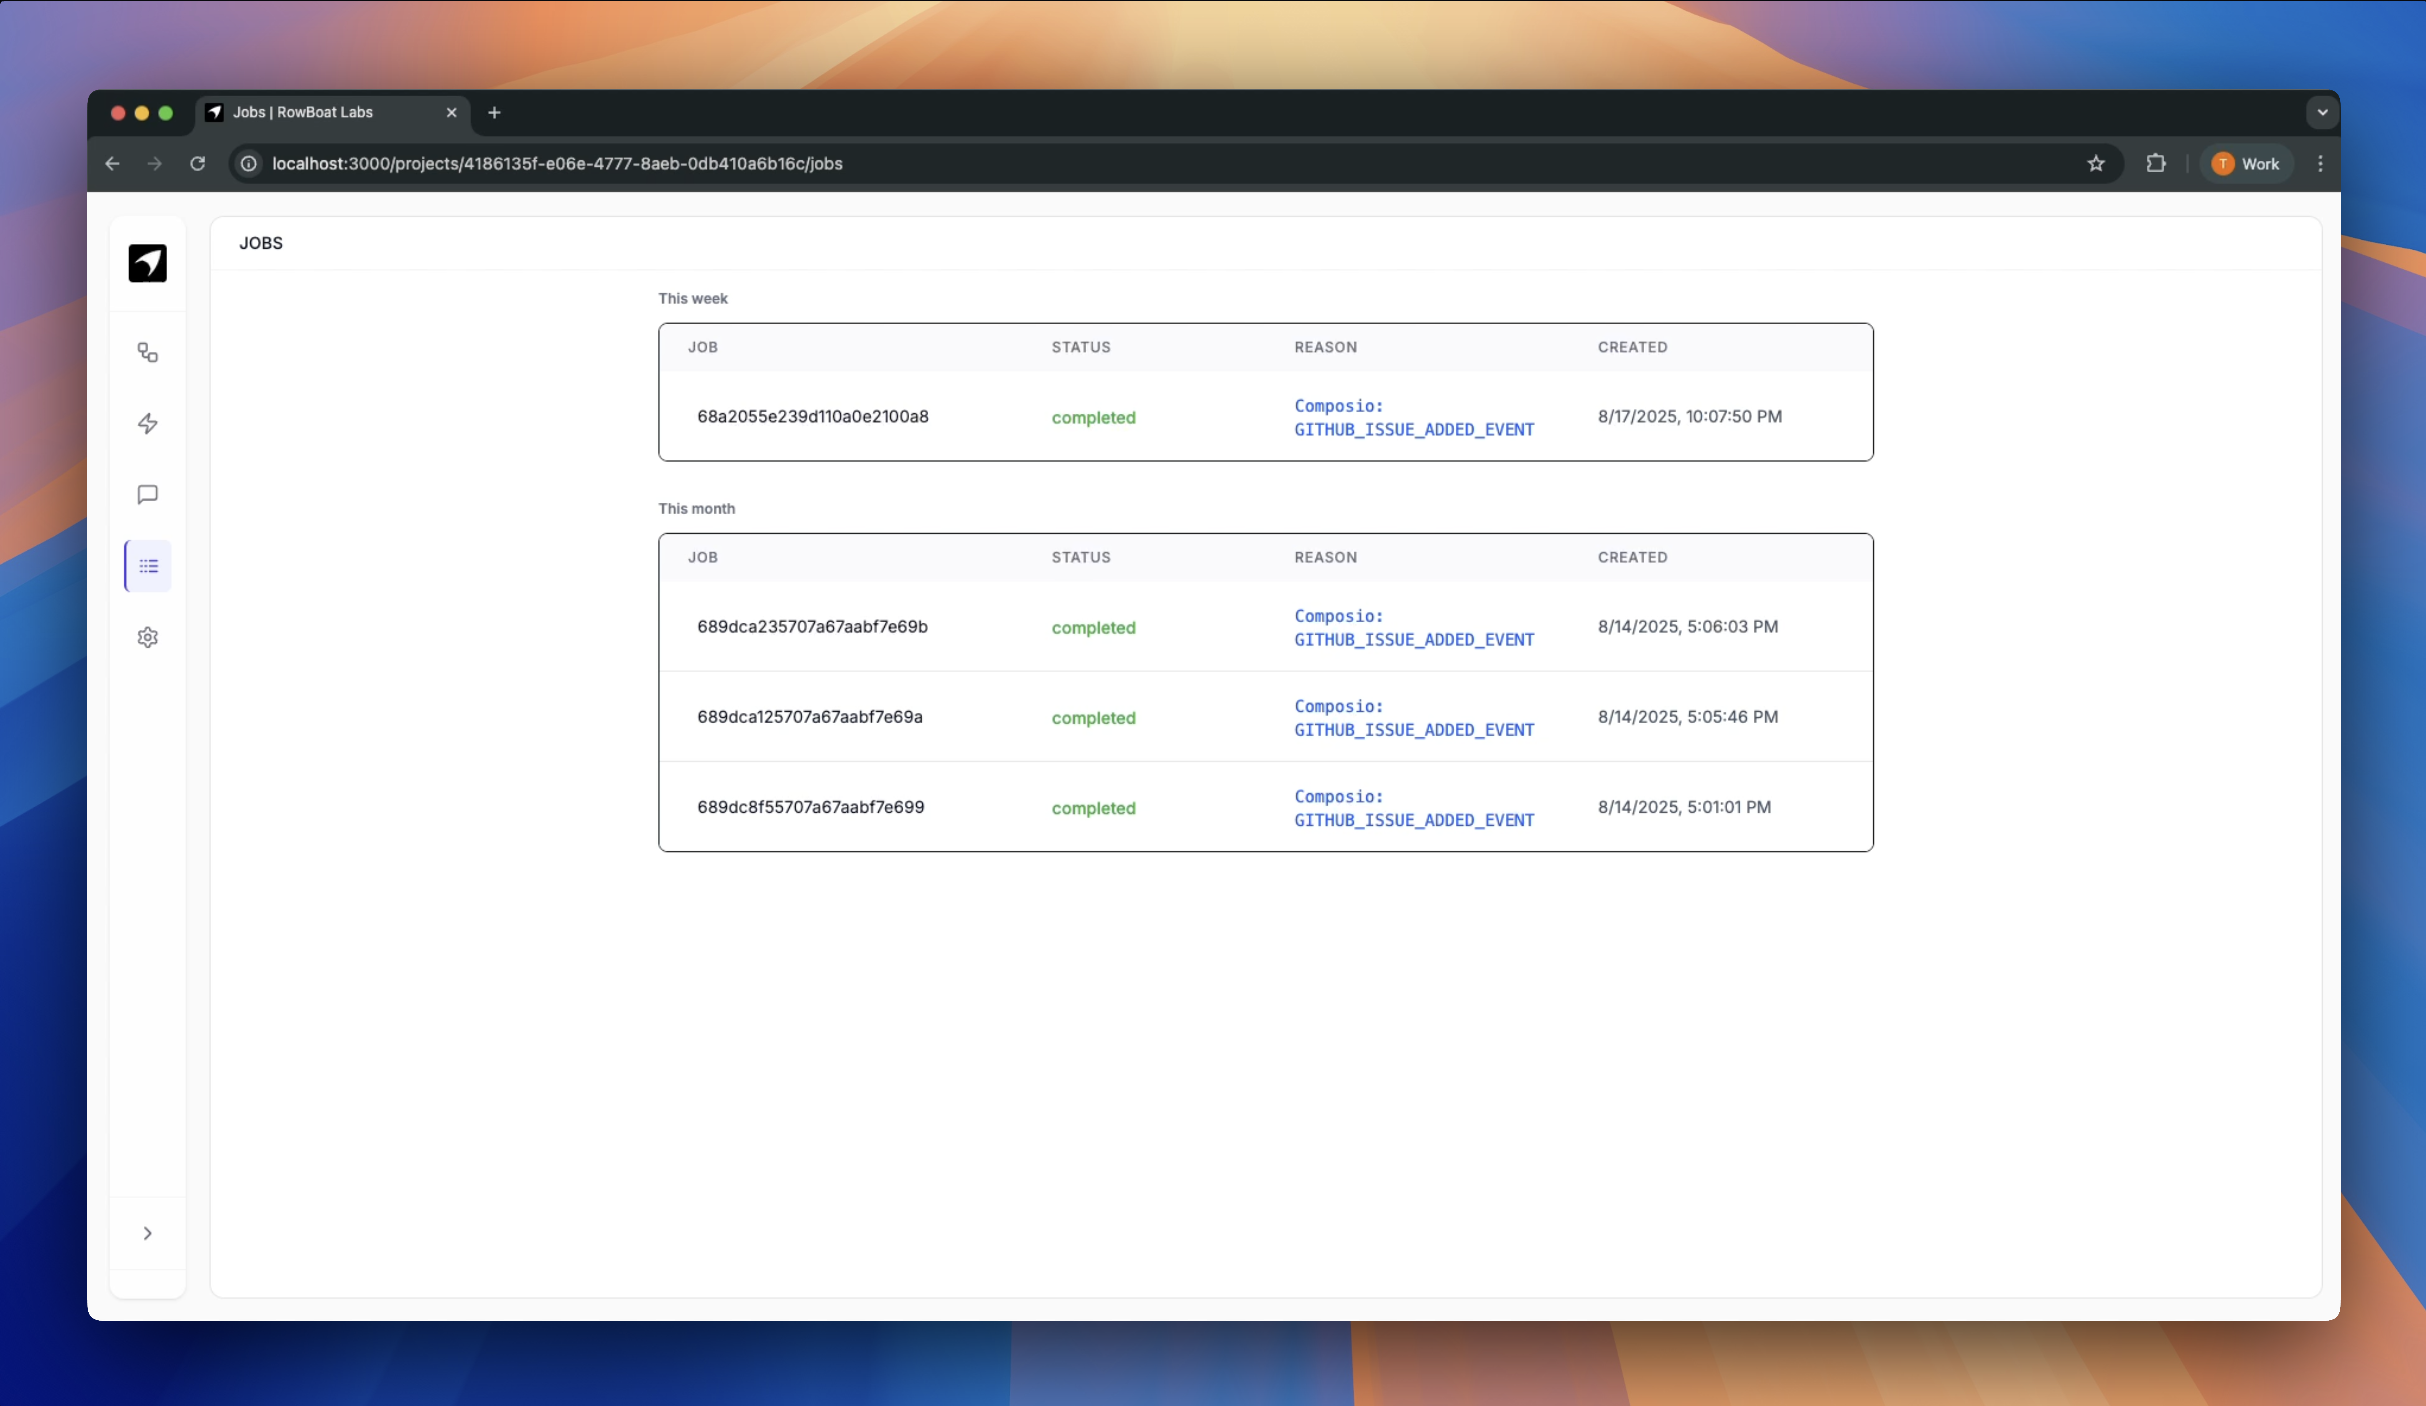 Jobs | RowBoat Labs
localhost:3000/projects/4186135f-e06e-4777-8aeb-0db410a6b16c/jobs
T Work
JOBS
This week
JOB STATUS REASON CREATED
68a2055e239d110a0e2100a8 completed Composio: 8/17/2025, 10:07:50 PM
GITHUB_ISSUE_ADDED_EVENT
This month
JOB STATUS REASON CREATED
689dca235707a67aabf7e69b completed Composio: 8/14/2025, 5:06:03 PM
GITHUB_ISSUE_ADDED_EVENT
689dca125707a67aabf7e69a completed Composio: 8/14/2025, 5:05:46 PM
GITHUB_ISSUE_ADDED_EVENT
689dc8f55707a67aabf7e699 completed Composio: 8/14/2025, 5:01:01 PM
GITHUB_ISSUE_ADDED_EVENT